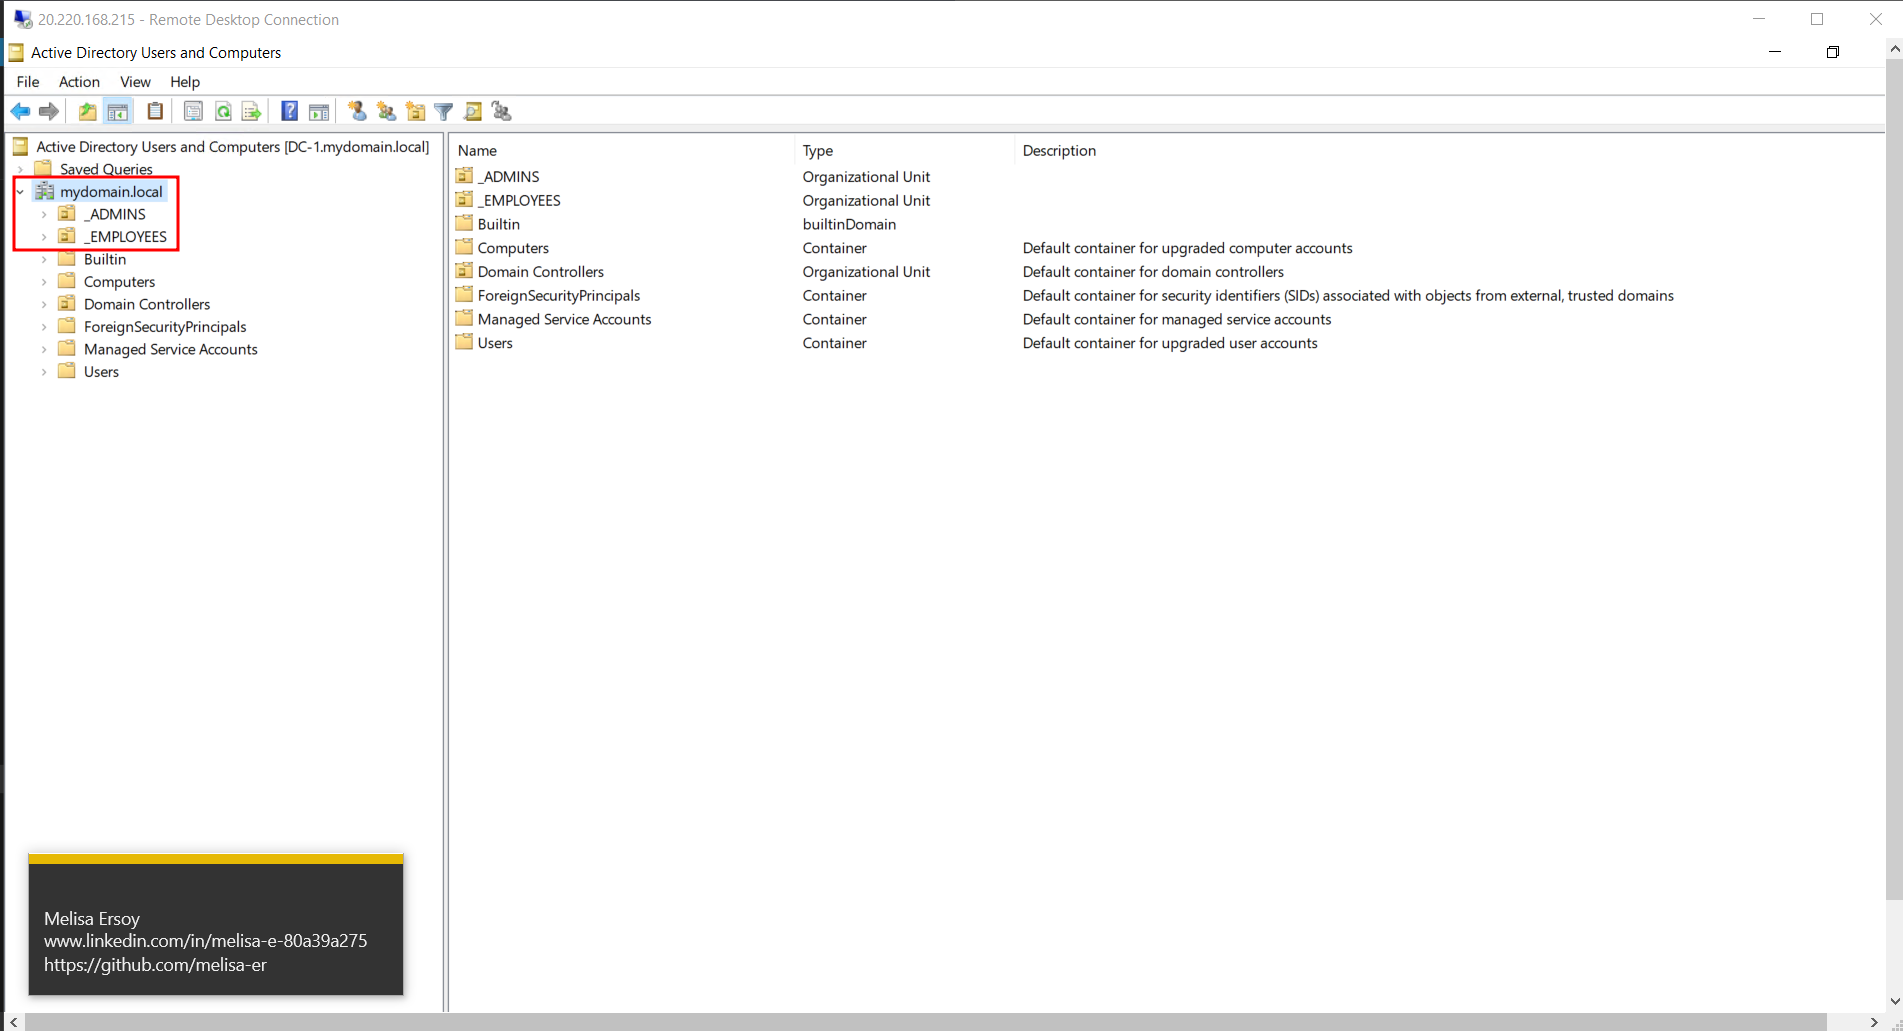 20.220.168.215 - Remote Desktop Connection
Active Directory Users and Computers
File Action View Help
Active Directory Users and Computers [DC-1.mydomain.local]
Saved Queries
mydomain.local
_ADMINS
_EMPLOYEES
Builtin
Computers
Domain Controllers
ForeignSecurityPrincipals
Managed Service Accounts
Users
Name Type Description
_ADMINS Organizational Unit
_EMPLOYEES Organizational Unit
Builtin builtinDomain
Computers Container Default container for upgraded computer accounts
Domain Controllers Organizational Unit Default container for domain controllers
ForeignSecurityPrincipals Container Default container for security identifiers (SIDs) associated with objects from external, trusted domains
Managed Service Accounts Container Default container for managed service accounts
Users Container Default container for upgraded user accounts
Melisa Ersoy
www.linkedin.com/in/melisa-e-80a39a275
https://github.com/melisa-er